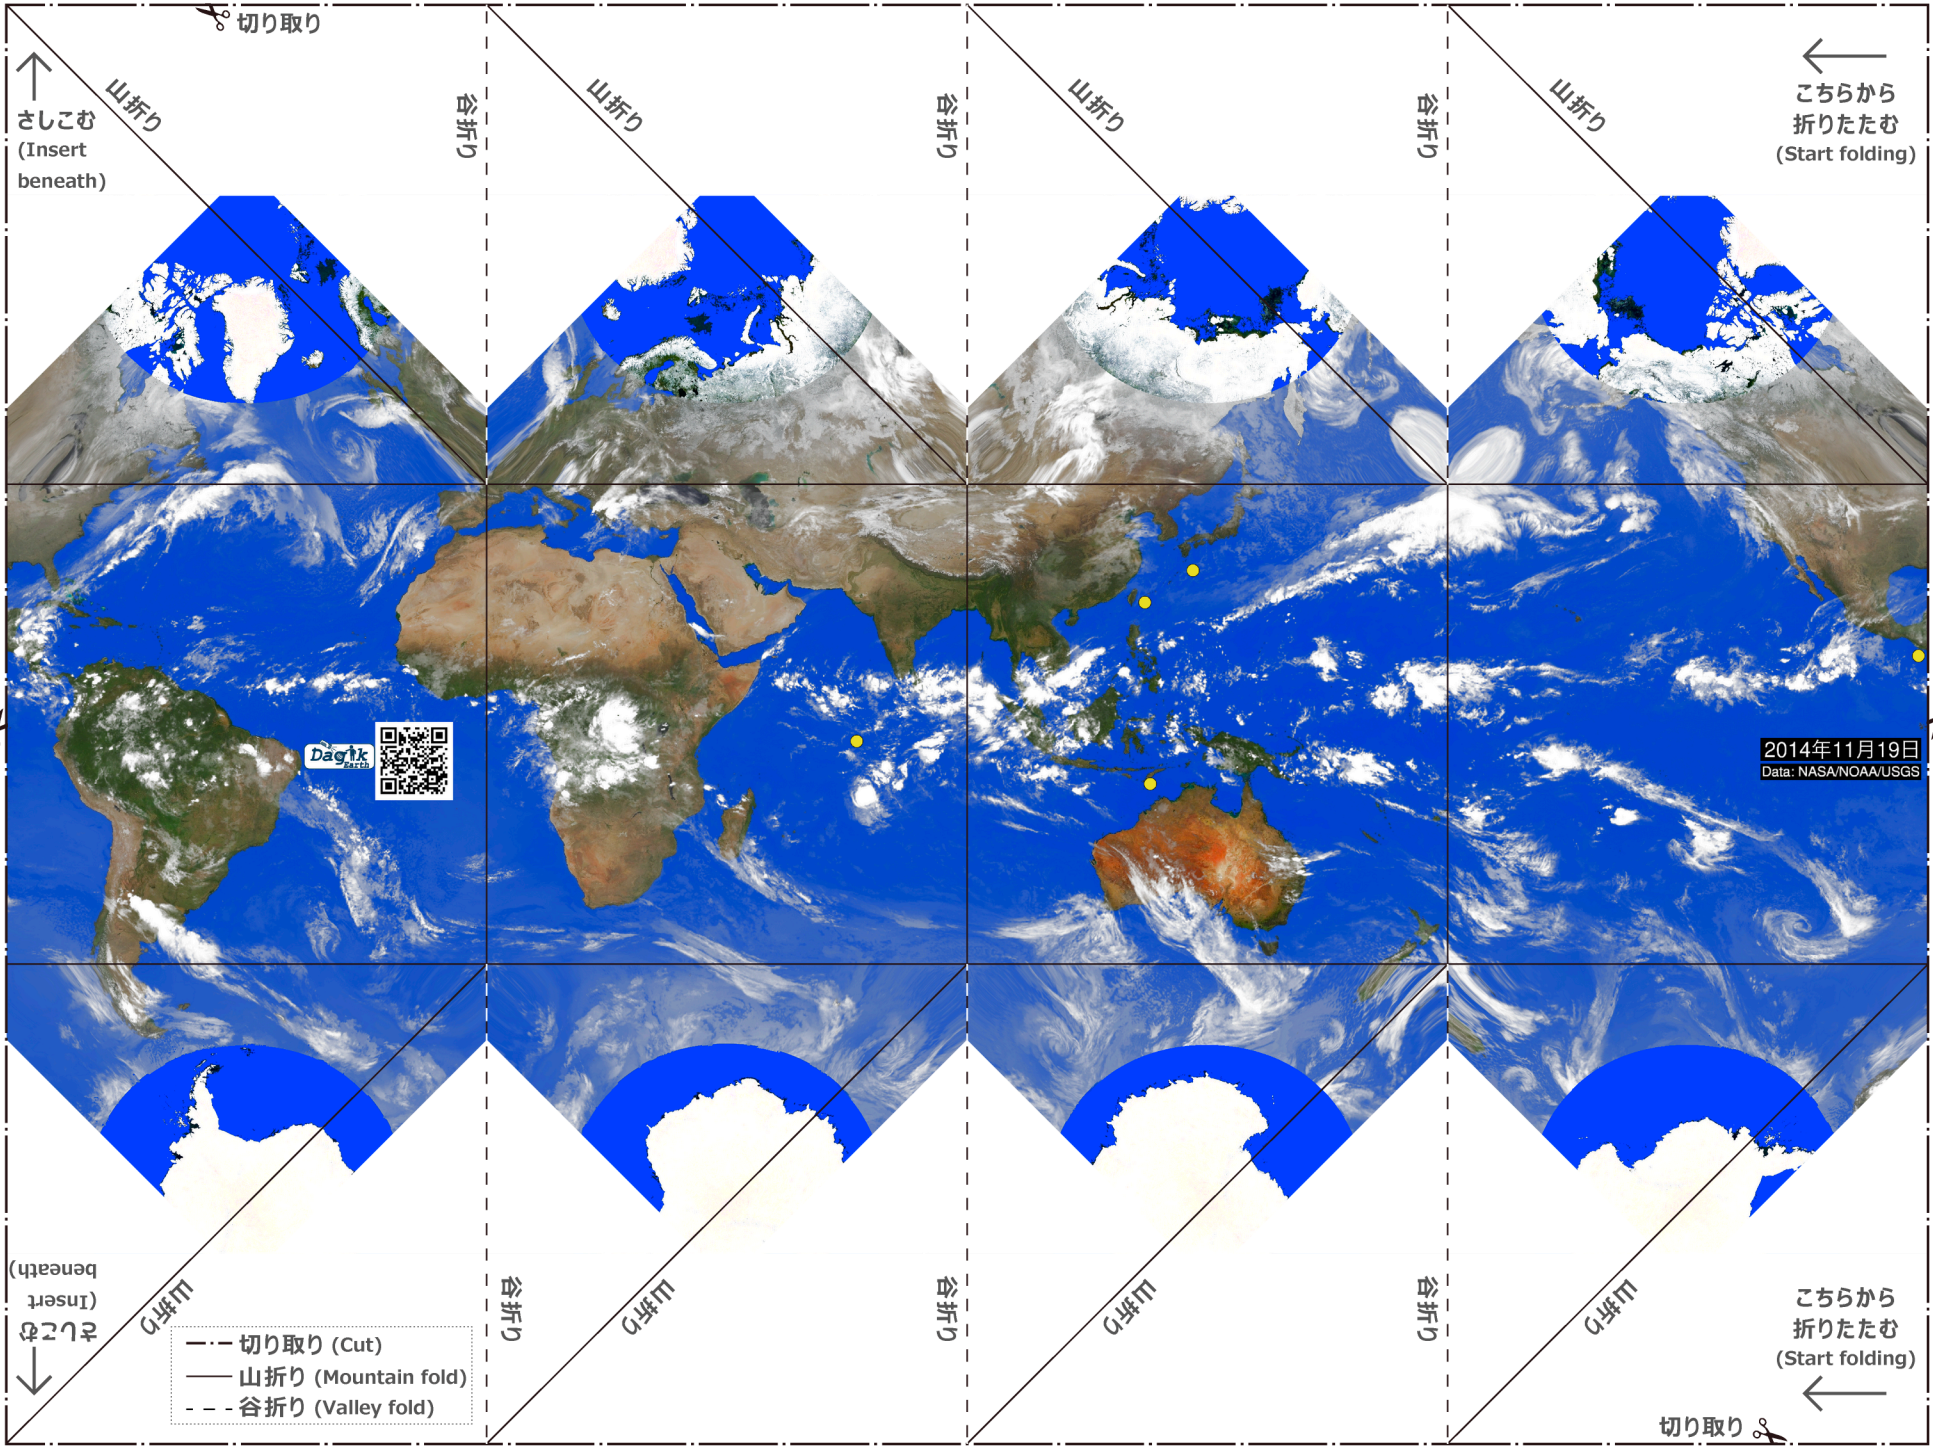 切り取り
さしこむ
(Insert
beneath)
山折り
谷折り
山折り
谷折り
山折り
谷折り
山折り
こちらから
折りたたむ
(Start folding)
Dagik
Earth
2014年11月19日
Data: NASA/NOAA/USGS
さしこむ
(Insert
beneath)
山折り
谷折り
山折り
谷折り
山折り
谷折り
山折り
こちらから
折りたたむ
(Start folding)
切り取り (Cut)
山折り (Mountain fold)
谷折り (Valley fold)
切り取り